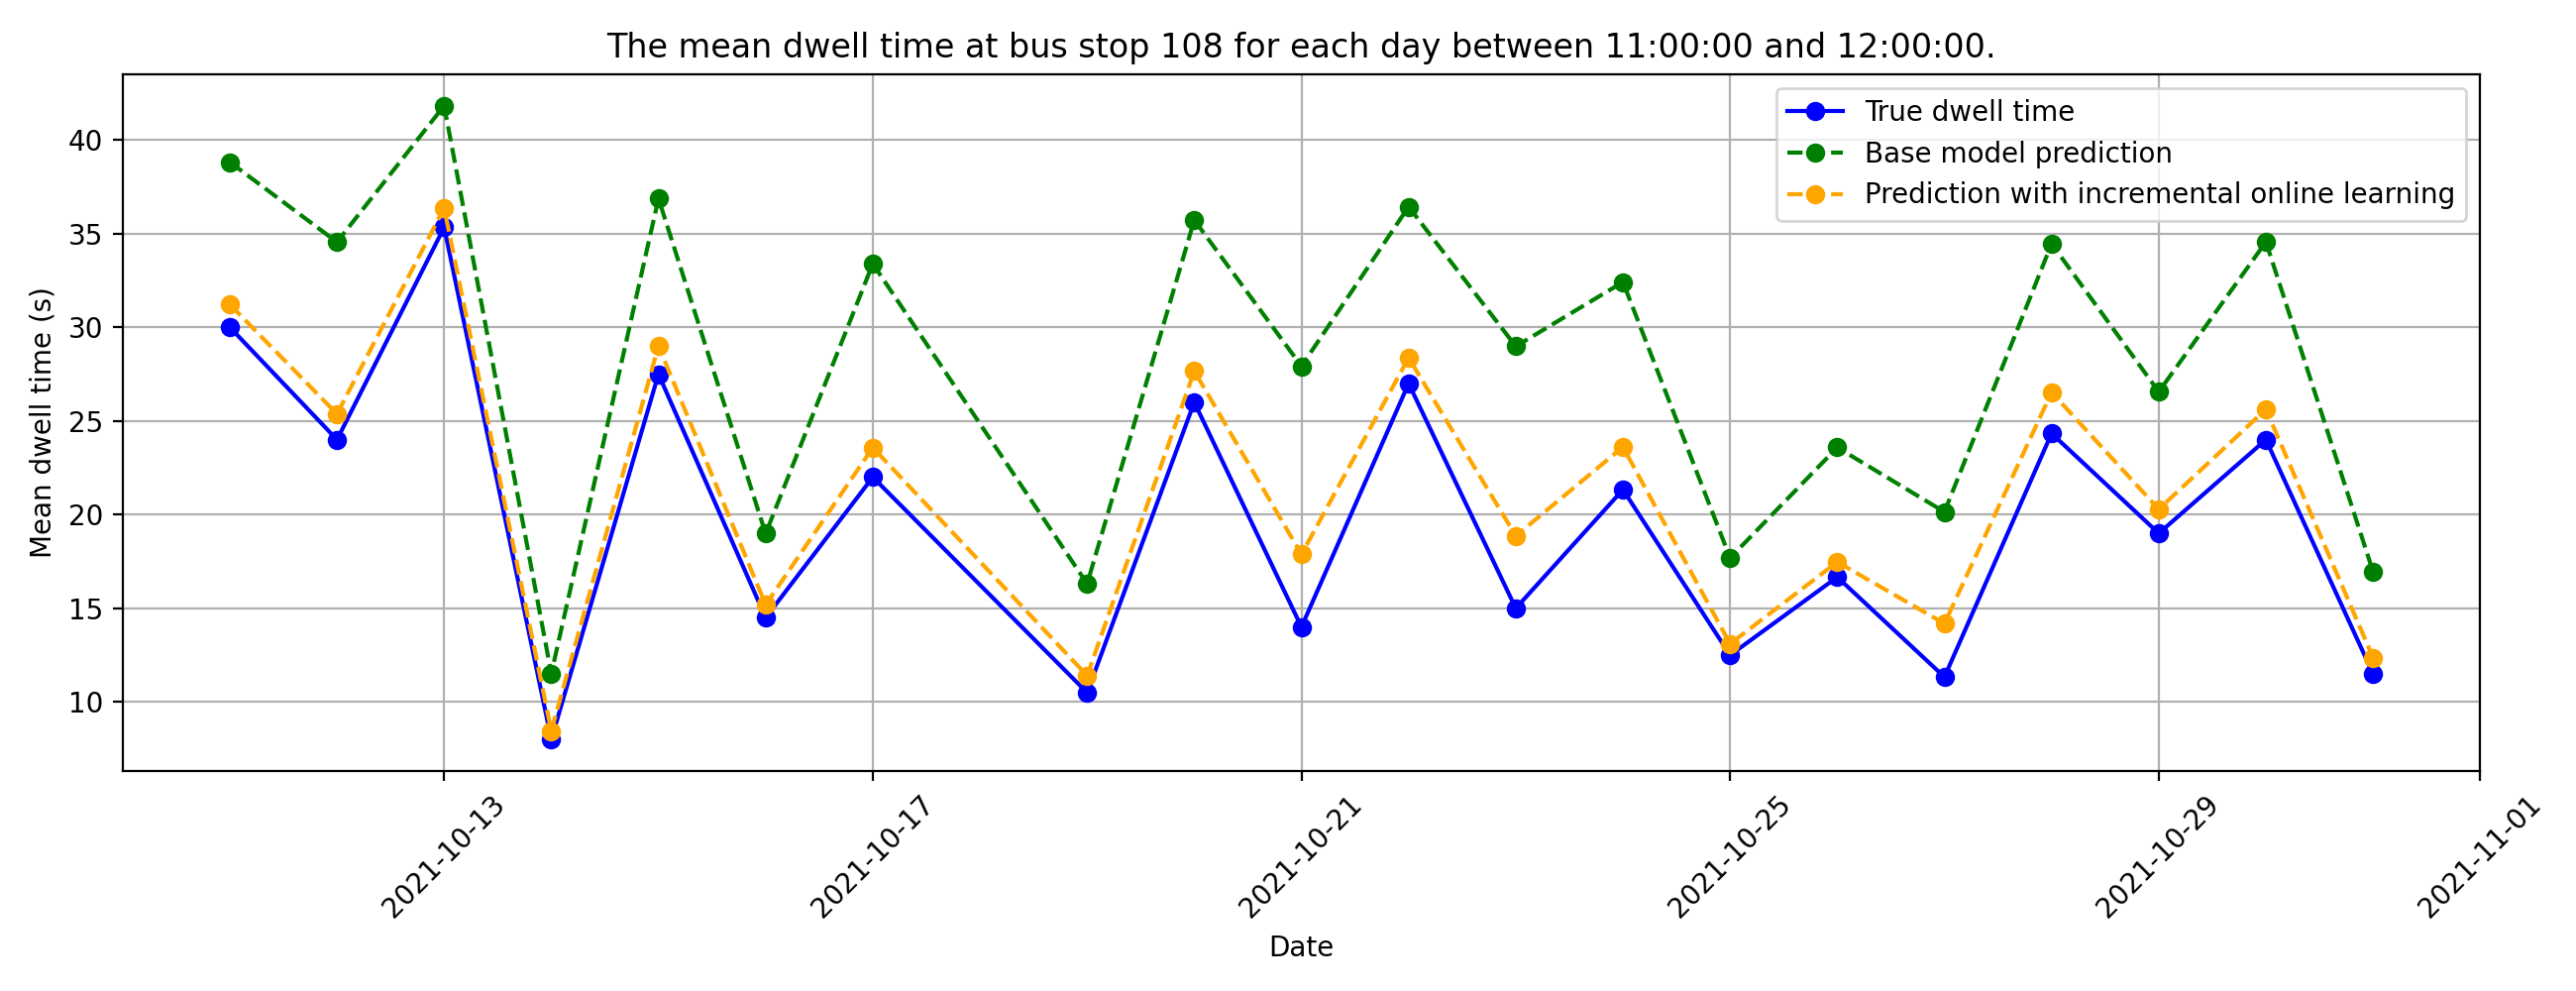 The mean dwell time at bus stop 108 for each day between 11:00:00 and 12:00:00.
True dwell time
Base model prediction
Prediction with incremental online learning
Mean dwell time (s)
40
35
30
25
20
15
10
2021-10-13
2021-10-17
2021-10-21
2021-10-25
2021-10-29
2021-11-01
Date